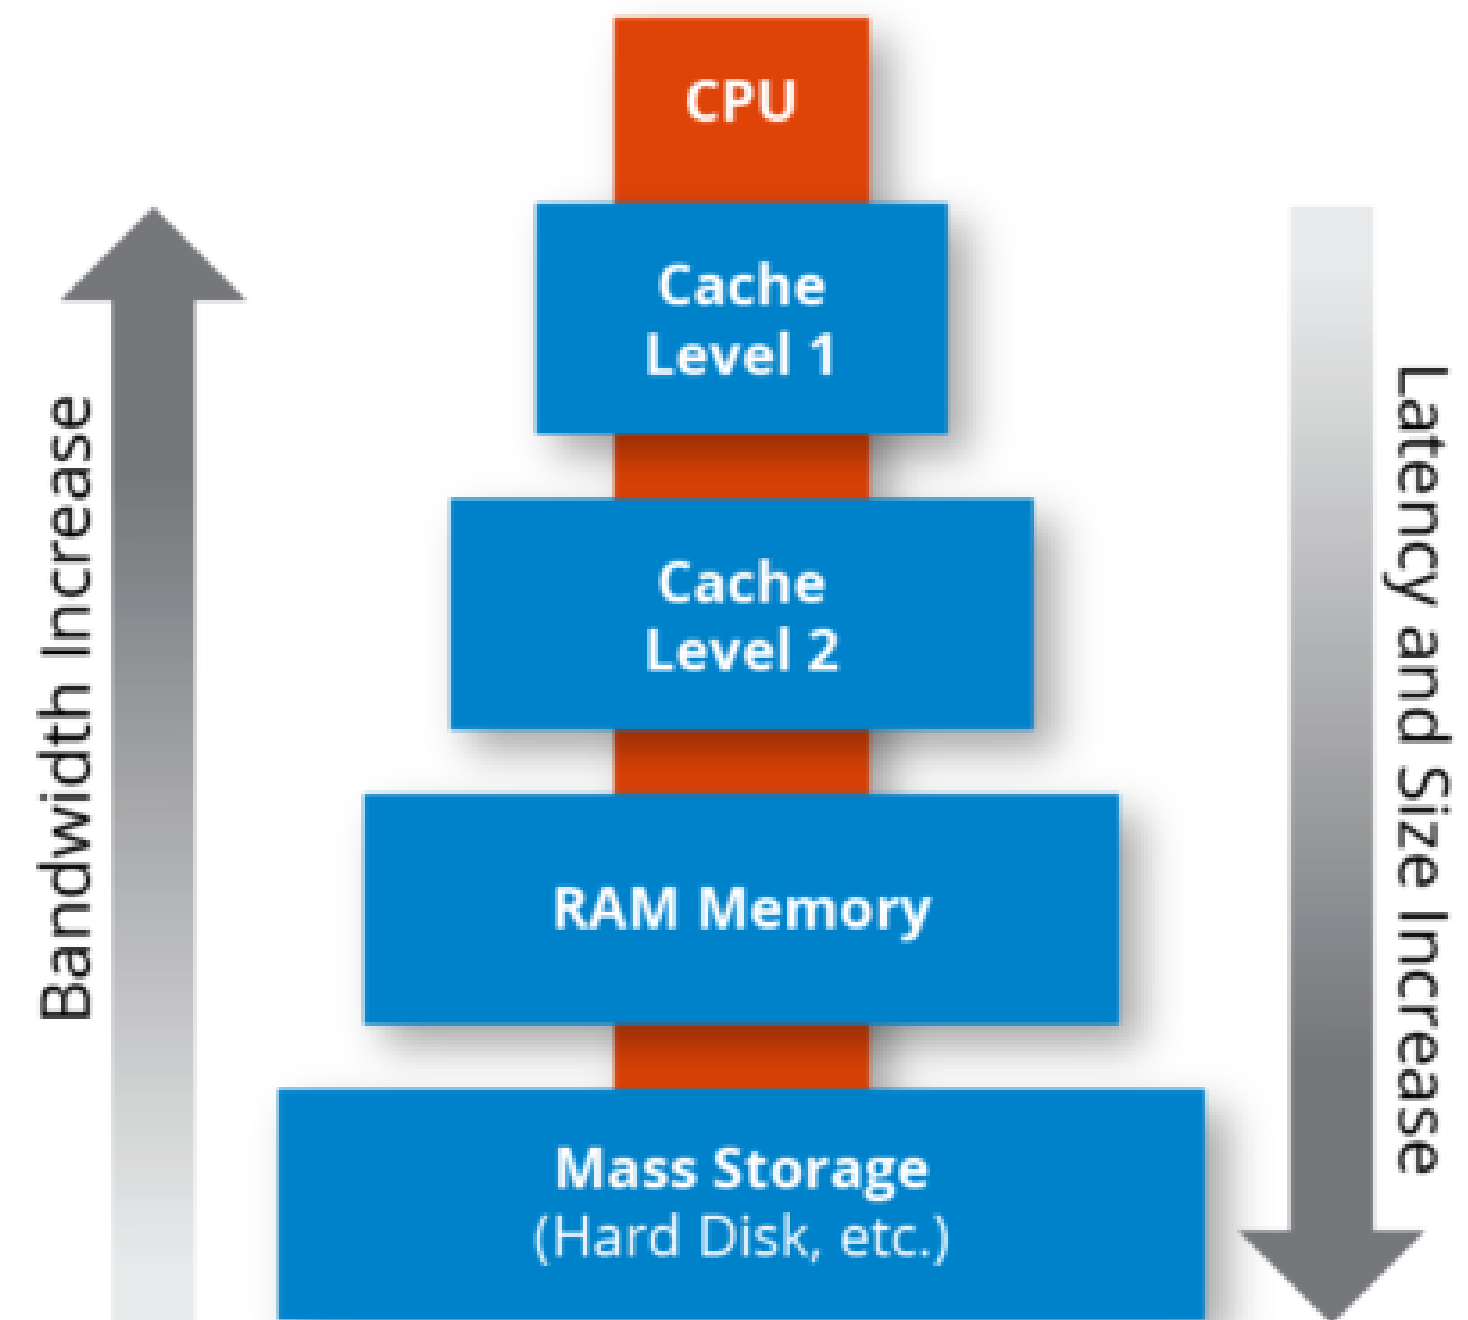 CPU
Cache
Level 1
Cache
Level 2
RAM Memory
Mass Storage
(Hard Disk, etc.)
Bandwidth Increase
Latency and Size Increase